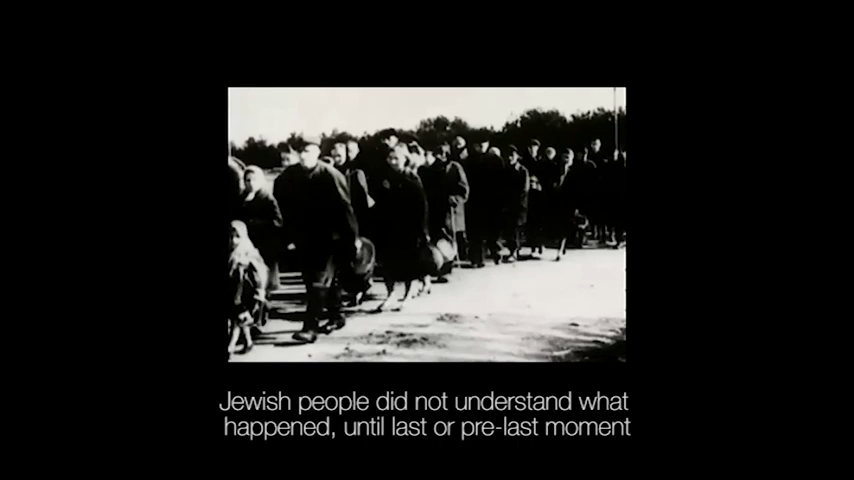 Jewish people did not understand what
happened, until last or pre-last moment